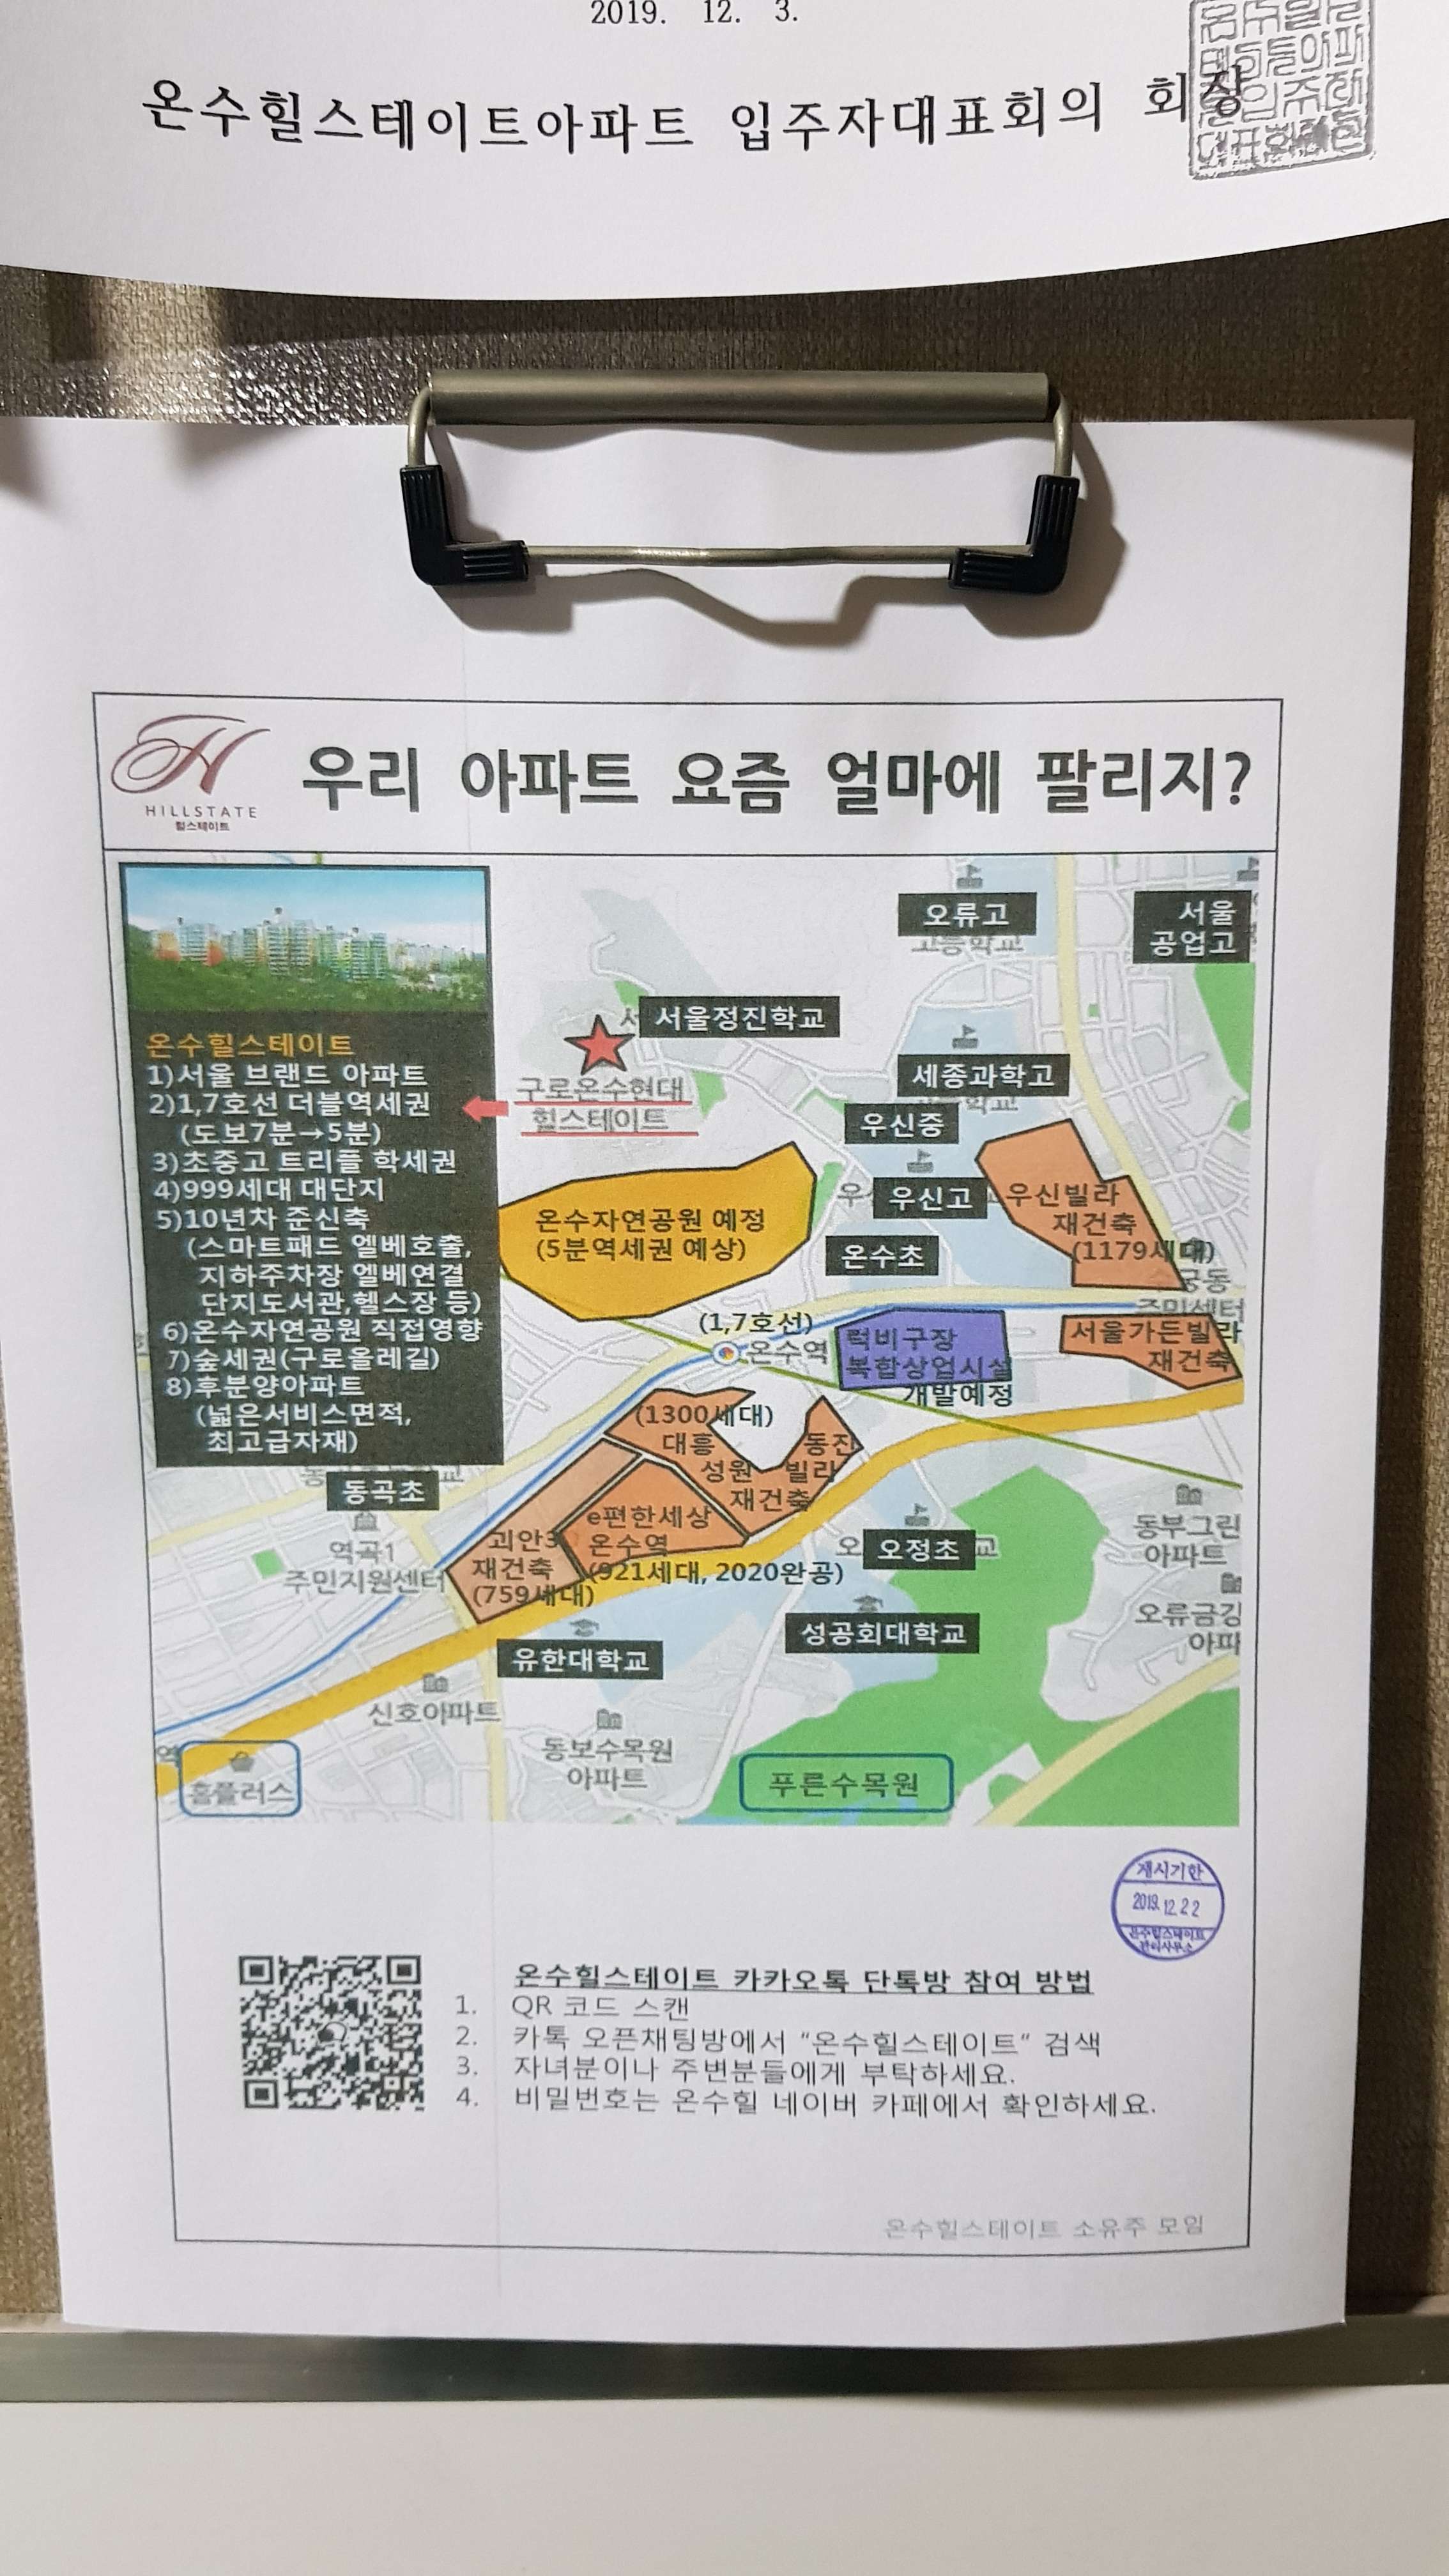 2019. 12. 3.
온수힐스테이트아파트 입주자대표회의 회장
HILLSTATE
힐스테이트
우리 아파트 요즘 얼마에 팔리지?
온수힐스테이트
1)서울 브랜드 아파트
2)1,7호선 더블역세권
(도보7분→5분)
3)초중고 트리플 학세권
4)999세대 대단지
5)10년차 준신축
(스마트패드 엘베호출,
지하주차장 엘베연결
단지도서관,헬스장 등)
6)온수자연공원 직접영향
7)숲세권(구로올레길)
8)후분양아파트
(넓은서비스면적,
최고급자재)
오류고
고등학교
서울
공업고
서울정진학교
구로온수현대
힐스테이트
세종과학고
우신중
우신고
온수초
우신빌라
재건축
(1179세대)
궁동
주민센터
온수자연공원 예정
(5분역세권 예상)
(1,7호선)
온수역
럭비구장
복합상업시설
개발예정
서울가든빌라
재건축
(1300세대)
대흥
성원
동진
빌라
재건축
e편한세상
온수역
(921세대, 2020완공)
괴안3
재건축
(759세대)
동곡초
역곡1
주민지원센터
오정초
성공회대학교
유한대학교
동부그린
아파트
오류금강
아파
신호아파트
동보수목원
아파트
홈플러스
푸른수목원
게시기한
2019.12.22
온수힐스테이트
관리사무소
온수힐스테이트 카카오톡 단톡방 참여 방법
1. QR 코드 스캔
2. 카톡 오픈채팅방에서 “온수힐스테이트” 검색
3. 자녀분이나 주변분들에게 부탁하세요.
4. 비밀번호는 온수힐 네이버 카페에서 확인하세요.
온수힐스테이트 소유주 모임